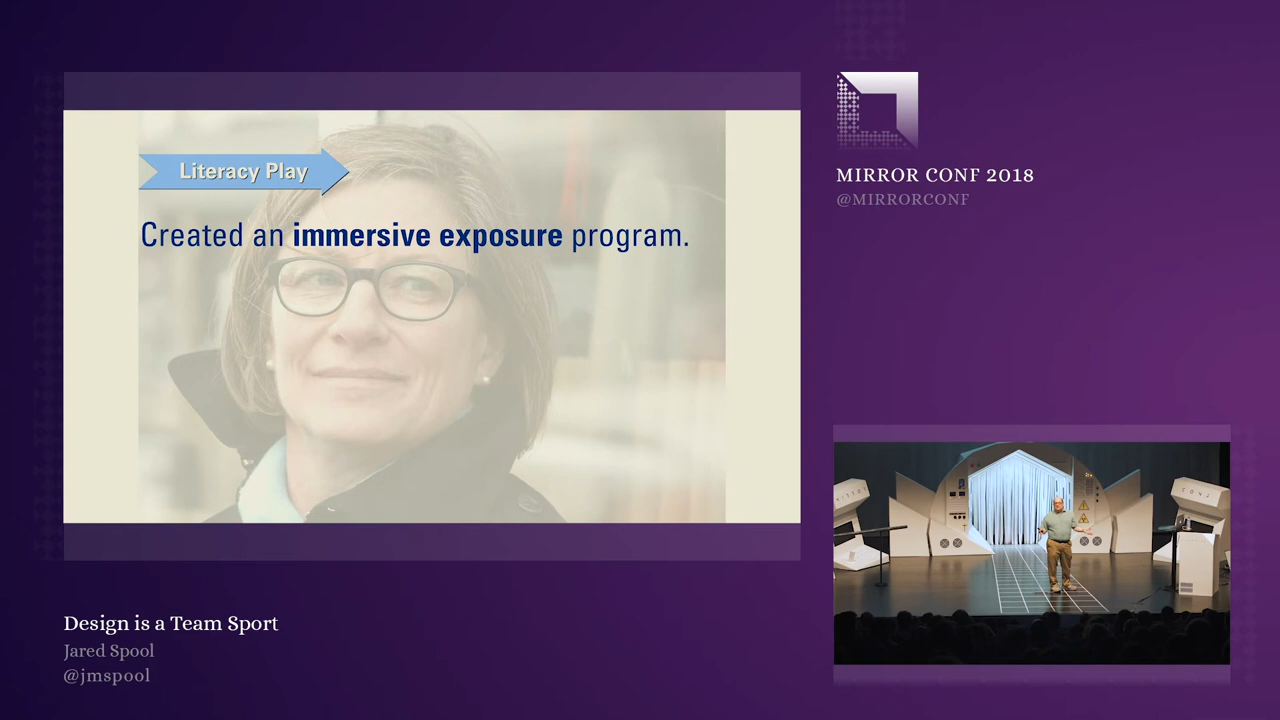 Literacy Play
Created an immersive exposure program.
MIRROR CONF 2018
@MIRRORCONF
Design is a Team Sport
Jared Spool
@jmspool